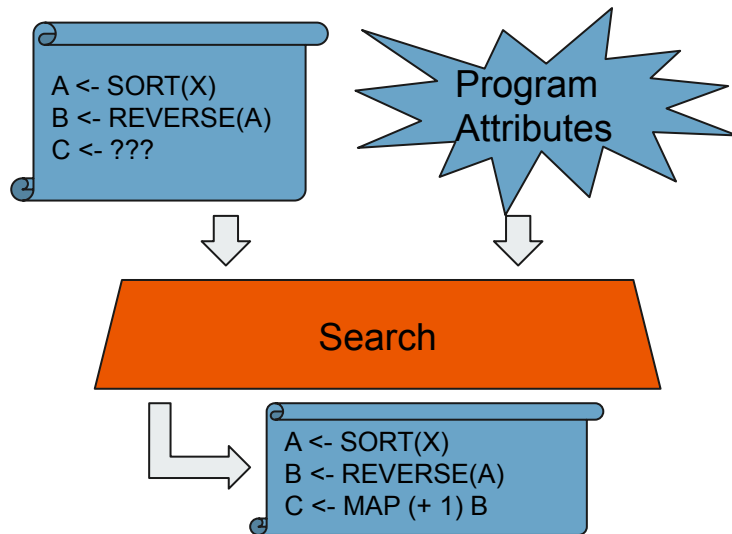 A <- SORT(X)
B <- REVERSE(A)
C <- ???
Program
Attributes
Search
A <- SORT(X)
B <- REVERSE(A)
C <- MAP (+ 1) B